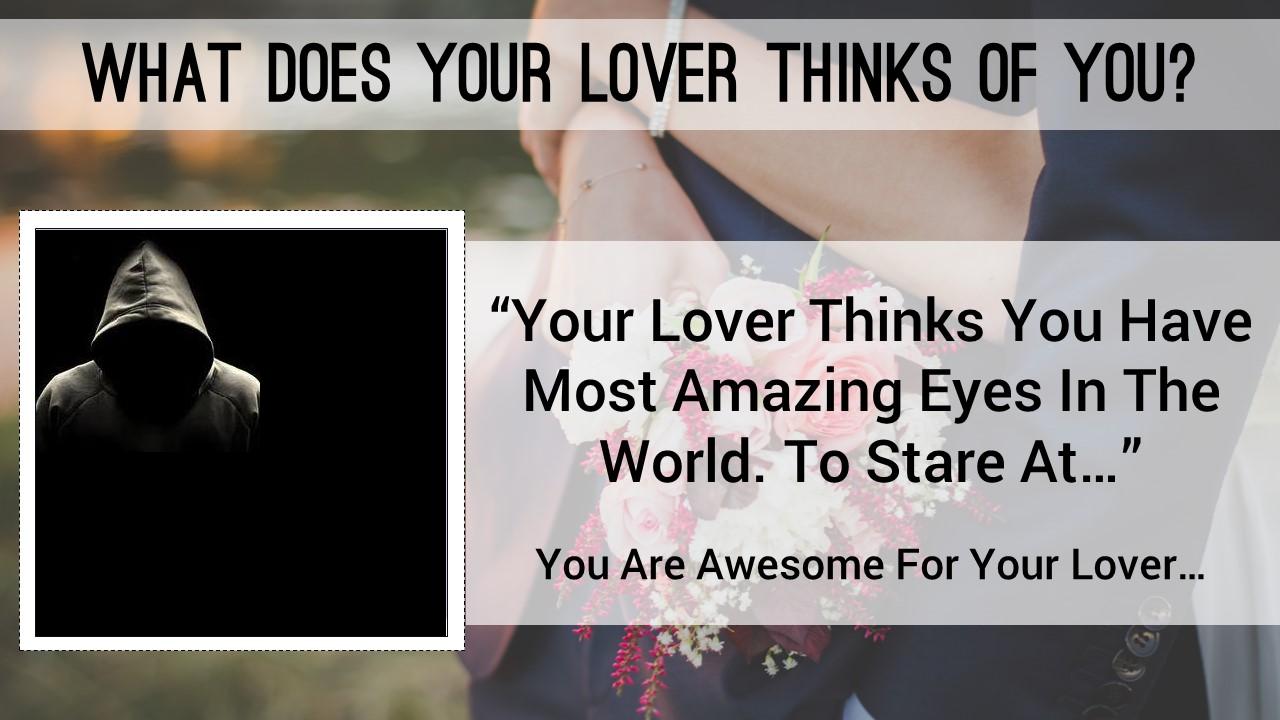 WHAT DOES YOUR LOVER THINKS OF YOU?
“Your Lover Thinks You Have
Most Amazing Eyes In The
World. To Stare At...”
You Are Awesome For Your Lover...